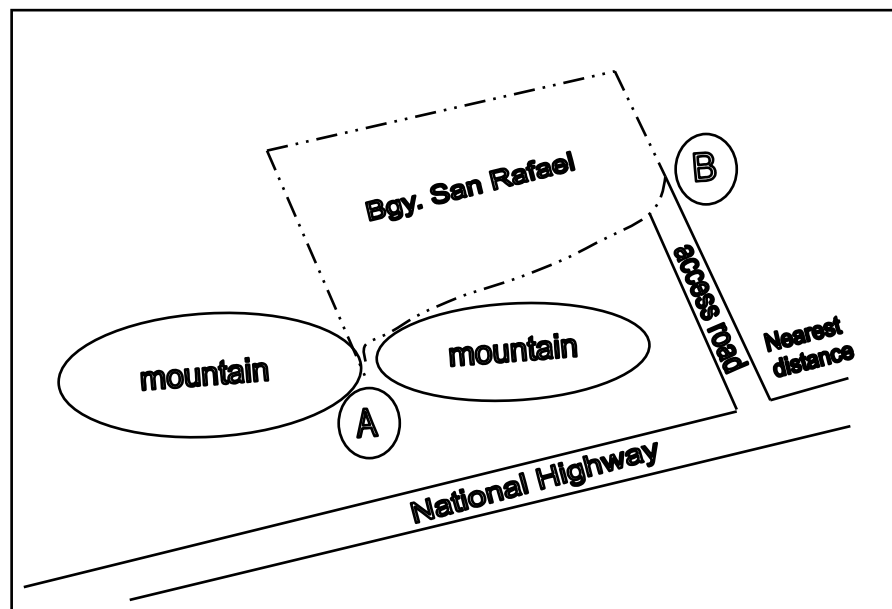 Bgy. San Rafael
B
access road
Nearest
distance
mountain
mountain
A
National Highway